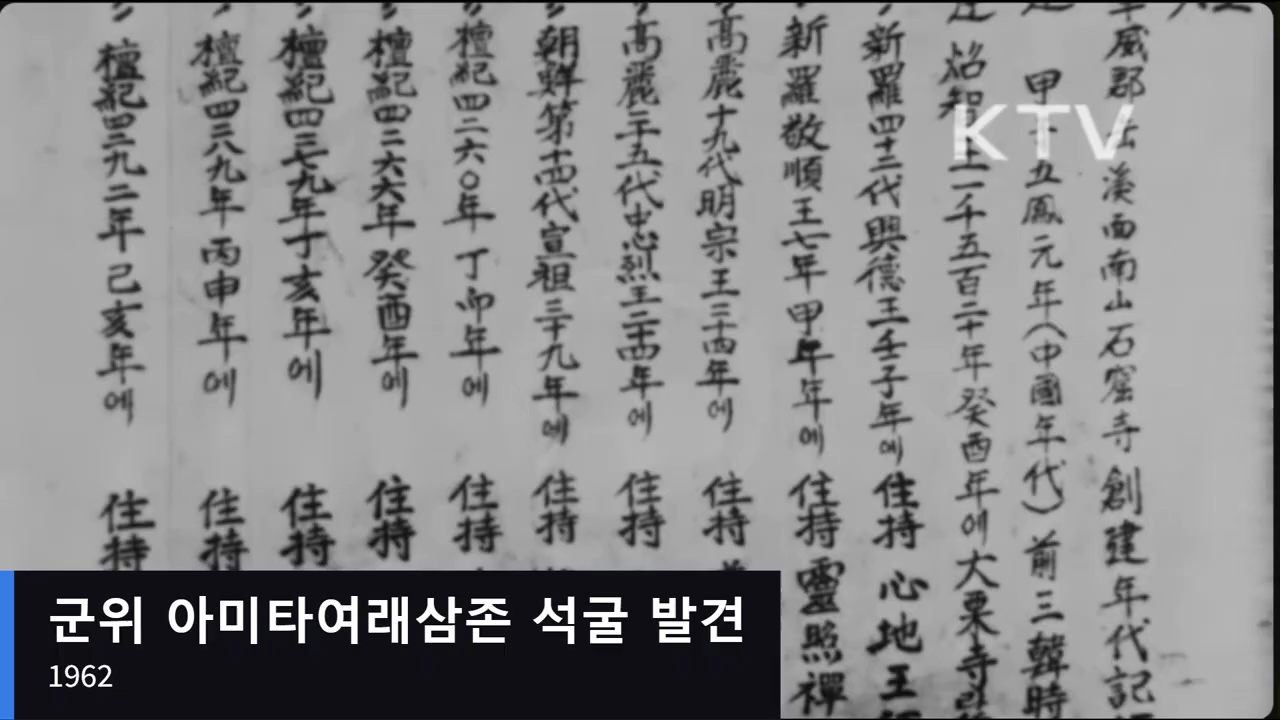 威郡 溪面南山石窟寺 創建年代記
甲 五鳳元年(中國年代)前三韓時
焰智王一千五百二十年癸酉年에大栗寺라
新羅四十二代興德王壬子年에 住持 心地王
新羅敬順王七年甲年年에 住持 靈照禪
高麗十九代明宗王二十四年에 住持
高麗二十五代忠烈王二十四年에 住持
朝鮮第十四代宣祖三十九年에 住持
檀紀四二六〇年丁卯年에 住持
檀紀四二六六年癸酉年에 住持
檀紀四二七九年丁亥年에 住持
檀紀四二八九年丙申年에 住持
檀紀四二九二年己亥年에 住持
KTV
군위 아미타여래삼존 석굴 발견
1962